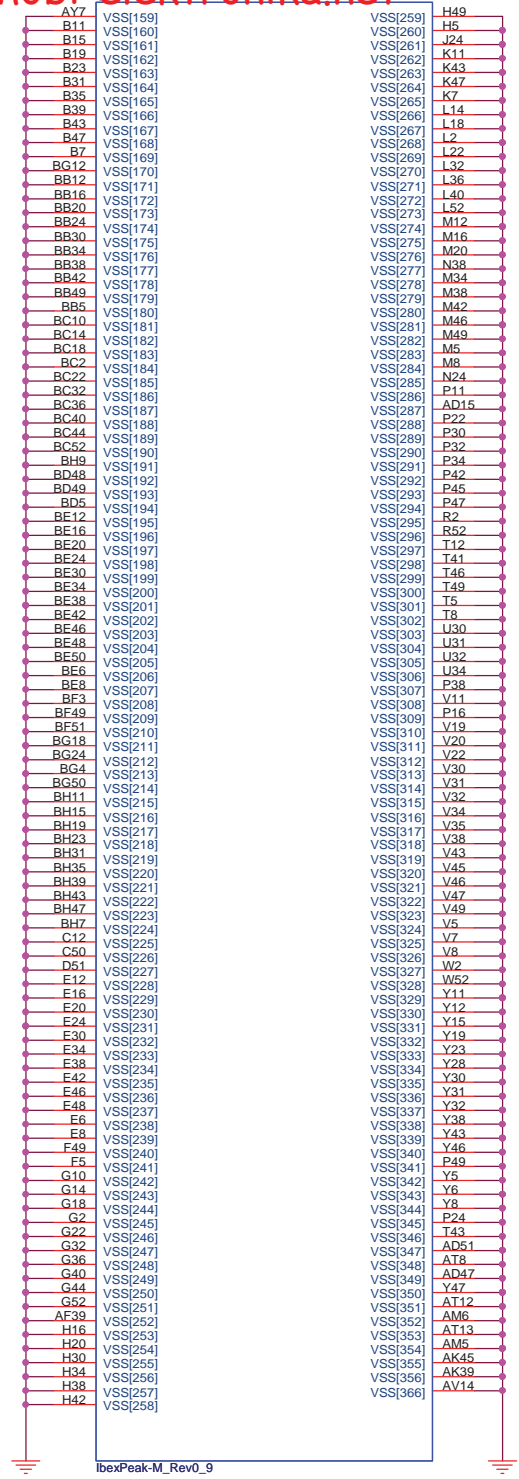 AY7 VSS[159]
B11 VSS[160]
B15 VSS[161]
B19 VSS[162]
B23 VSS[163]
B31 VSS[164]
B35 VSS[165]
B39 VSS[166]
B43 VSS[167]
B47 VSS[168]
B7 VSS[169]
BG12 VSS[170]
BB12 VSS[171]
BB16 VSS[172]
BB20 VSS[173]
BB24 VSS[174]
BB30 VSS[175]
BB34 VSS[176]
BB38 VSS[177]
BB42 VSS[178]
BB49 VSS[179]
BB5 VSS[180]
BC10 VSS[181]
BC14 VSS[182]
BC18 VSS[183]
BC2 VSS[184]
BC22 VSS[185]
BC32 VSS[186]
BC36 VSS[187]
BC40 VSS[188]
BC44 VSS[189]
BC52 VSS[190]
BH9 VSS[191]
BD48 VSS[192]
BD49 VSS[193]
BD5 VSS[194]
BE12 VSS[195]
BE16 VSS[196]
BE20 VSS[197]
BE24 VSS[198]
BE30 VSS[199]
BE34 VSS[200]
BE38 VSS[201]
BE42 VSS[202]
BE46 VSS[203]
BE48 VSS[204]
BE50 VSS[205]
BE6 VSS[206]
BE8 VSS[207]
BF3 VSS[208]
BF49 VSS[209]
BF51 VSS[210]
BG18 VSS[211]
BG24 VSS[212]
BG4 VSS[213]
BG50 VSS[214]
BH11 VSS[215]
BH15 VSS[216]
BH19 VSS[217]
BH23 VSS[218]
BH31 VSS[219]
BH35 VSS[220]
BH39 VSS[221]
BH43 VSS[222]
BH47 VSS[223]
BH7 VSS[224]
C12 VSS[225]
C50 VSS[226]
D51 VSS[227]
E12 VSS[228]
E16 VSS[229]
E20 VSS[230]
E24 VSS[231]
E30 VSS[232]
E34 VSS[233]
E38 VSS[234]
E42 VSS[235]
E46 VSS[236]
E48 VSS[237]
E6 VSS[238]
E8 VSS[239]
F49 VSS[240]
F5 VSS[241]
G10 VSS[242]
G14 VSS[243]
G18 VSS[244]
G2 VSS[245]
G22 VSS[246]
G32 VSS[247]
G36 VSS[248]
G40 VSS[249]
G44 VSS[250]
G52 VSS[251]
AF39 VSS[252]
H16 VSS[253]
H20 VSS[254]
H30 VSS[255]
H34 VSS[256]
H38 VSS[257]
H42 VSS[258]
VSS[259] H49
VSS[260] H5
VSS[261] J24
VSS[262] K11
VSS[263] K43
VSS[264] K47
VSS[265] K7
VSS[266] L14
VSS[267] L18
VSS[268] L2
VSS[269] L22
VSS[270] L32
VSS[271] L36
VSS[272] L40
VSS[273] L52
VSS[274] M12
VSS[275] M16
VSS[276] M20
VSS[277] N38
VSS[278] M34
VSS[279] M38
VSS[280] M42
VSS[281] M46
VSS[282] M49
VSS[283] M5
VSS[284] M8
VSS[285] N24
VSS[286] P11
VSS[287] AD15
VSS[288] P22
VSS[289] P30
VSS[290] P32
VSS[291] P34
VSS[292] P42
VSS[293] P45
VSS[294] P47
VSS[295] R2
VSS[296] R52
VSS[297] T12
VSS[298] T41
VSS[299] T46
VSS[300] T49
VSS[301] T5
VSS[302] T8
VSS[303] U30
VSS[304] U31
VSS[305] U32
VSS[306] U34
VSS[307] P38
VSS[308] V11
VSS[309] P16
VSS[310] V19
VSS[311] V20
VSS[312] V22
VSS[313] V30
VSS[314] V31
VSS[315] V32
VSS[316] V34
VSS[317] V35
VSS[318] V38
VSS[319] V43
VSS[320] V45
VSS[321] V46
VSS[322] V47
VSS[323] V49
VSS[324] V5
VSS[325] V7
VSS[326] V8
VSS[327] W2
VSS[328] W52
VSS[329] Y11
VSS[330] Y12
VSS[331] Y15
VSS[332] Y19
VSS[333] Y23
VSS[334] Y28
VSS[335] Y30
VSS[336] Y31
VSS[337] Y32
VSS[338] Y38
VSS[339] Y43
VSS[340] Y46
VSS[341] P49
VSS[342] Y5
VSS[343] Y6
VSS[344] Y8
VSS[345] P24
VSS[346] T43
VSS[347] AD51
VSS[348] AT8
VSS[349] AD47
VSS[350] Y47
VSS[351] AT12
VSS[352] AM6
VSS[353] AT13
VSS[354] AM5
VSS[355] AK45
VSS[356] AK39
VSS[366] AV14
IbexPeak-M_Rev0_9